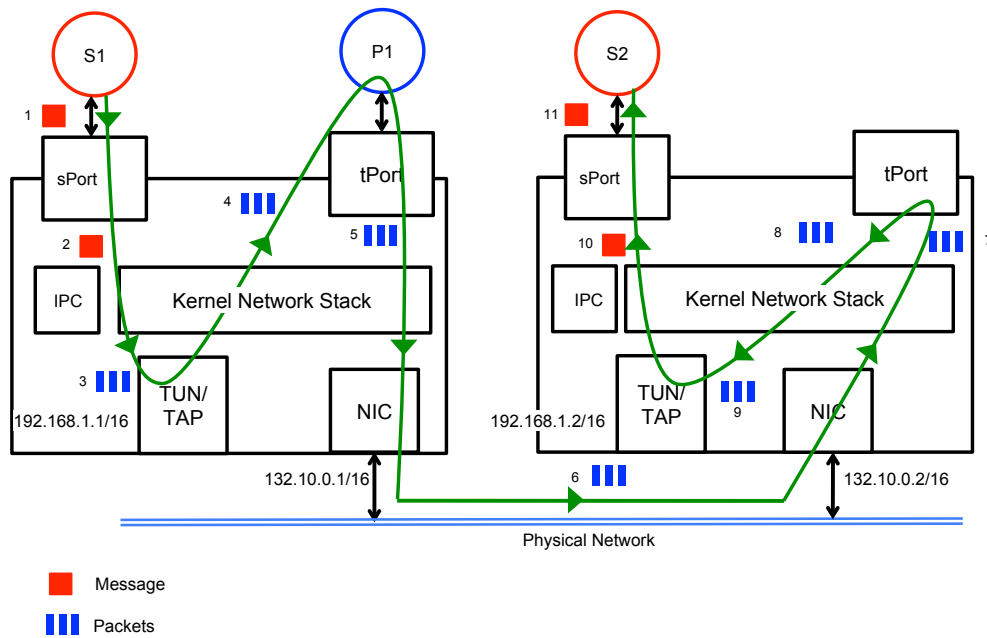 S1
P1
S2
1
11
sPort
tPort
sPort
tPort
4
5
8
7
2
10
IPC
Kernel Network Stack
IPC
Kernel Network Stack
3
TUN/
TAP
NIC
9
TUN/
TAP
NIC
192.168.1.1/16
192.168.1.2/16
132.10.0.1/16
6
132.10.0.2/16
Physical Network
Message
Packets